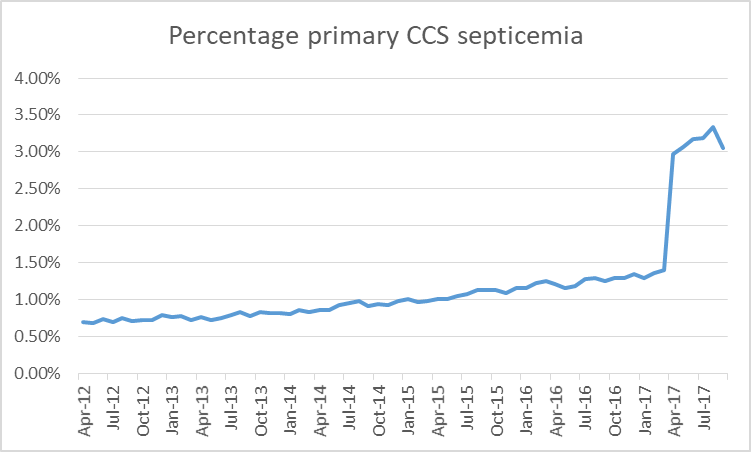 Percentage primary CCS septicemia
4.00%
3.50%
3.00%
2.50%
2.00%
1.50%
1.00%
0.50%
0.00%
Apr-12
Jul-12
Oct-12
Jan-13
Apr-13
Jul-13
Oct-13
Jan-14
Apr-14
Jul-14
Oct-14
Jan-15
Apr-15
Jul-15
Oct-15
Jan-16
Apr-16
Jul-16
Oct-16
Jan-17
Apr-17
Jul-17